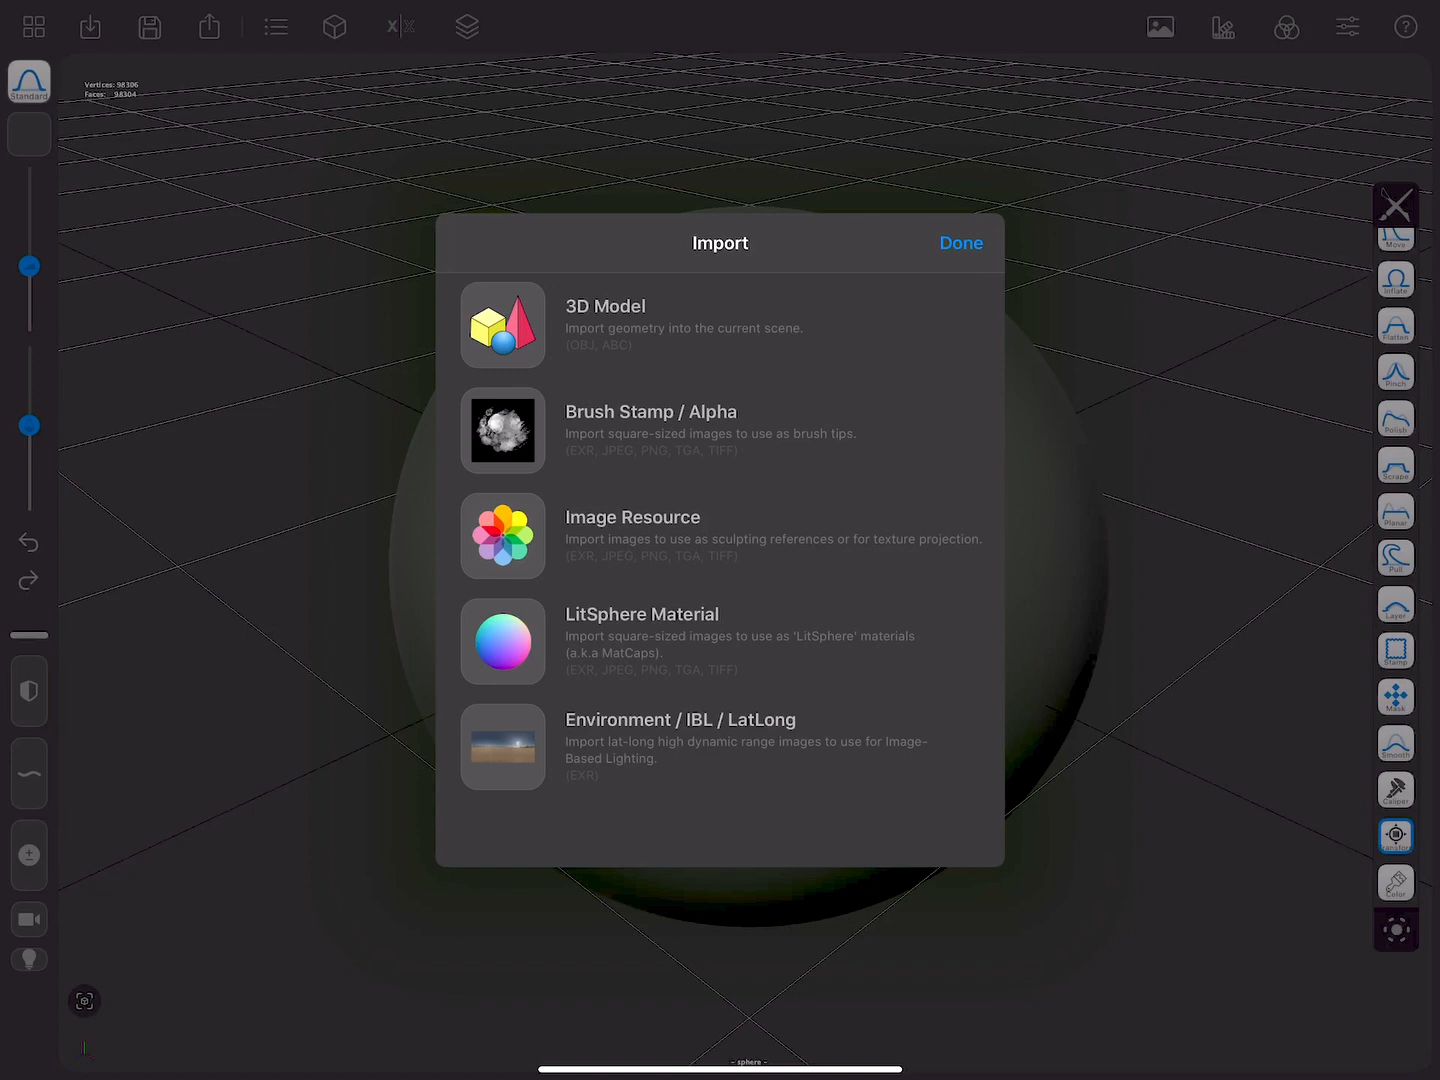 Standard
Vertices: 98306
Faces: 98304
Import
Done
3D Model
Import geometry into the current scene.
(OBJ, ABC)
Brush Stamp / Alpha
Import square-sized images to use as brush tips.
(EXR, JPEG, PNG, TGA, TIFF)
Image Resource
Import images to use as sculpting references or for texture projection.
(EXR, JPEG, PNG, TGA, TIFF)
LitSphere Material
Import square-sized images to use as 'LitSphere' materials
(a.k.a MatCaps).
(EXR, JPEG, PNG, TGA, TIFF)
Environment / IBL / LatLong
Import lat-long high dynamic range images to use for Image-
Based Lighting.
(EXR)
Move
Inflate
Flatten
Pinch
Polish
Scrape
Planar
Pull
Layer
Stamp
Mask
Smooth
Caliper
Color
- sphere -